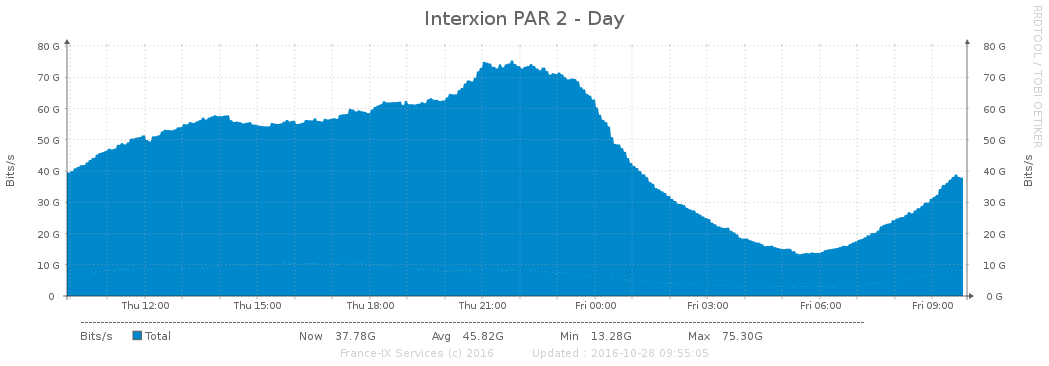 Interxion PAR 2 - Day
RRDTOOL / TOBI OETIKER
Bits/s
80 G 80 G
70 G 70 G
60 G 60 G
50 G 50 G
40 G 40 G
30 G 30 G
20 G 20 G
10 G 10 G
0 0 G
Bits/s
Thu 12:00 Thu 15:00 Thu 18:00 Thu 21:00 Fri 00:00 Fri 03:00 Fri 06:00 Fri 09:00
Bits/s Total Now 37.78G Avg 45.82G Min 13.28G Max 75.30G
France-IX Services (c) 2016 Updated : 2016-10-28 09:55:05